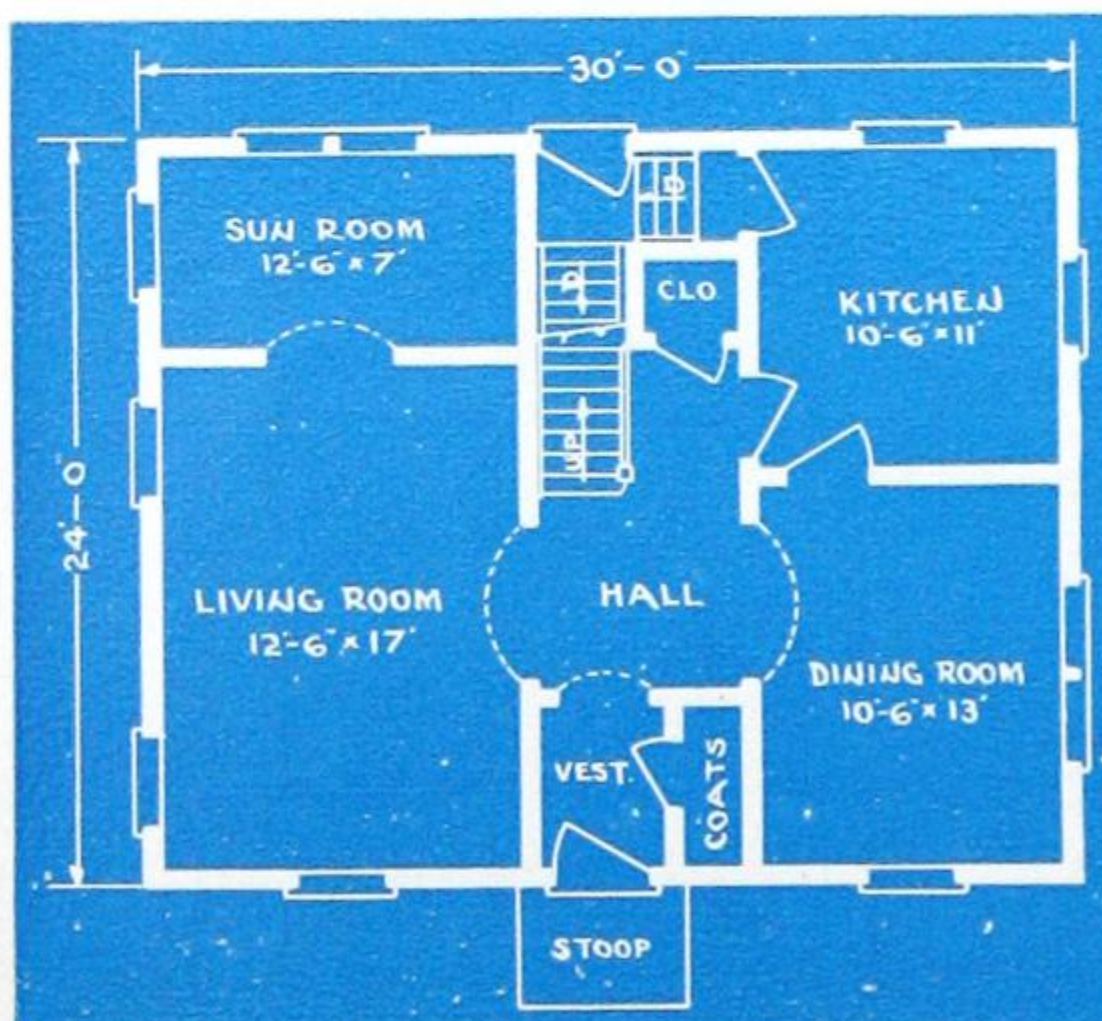 30'-0"
D
SUN ROOM
12'-6" x 7'
D
CLO
KITCHEN
10'-6" x 11'
UP
24'-0"
LIVING ROOM
12'-6" x 17'
HALL
DINING ROOM
10'-6" x 13'
VEST.
COATS
STOOP